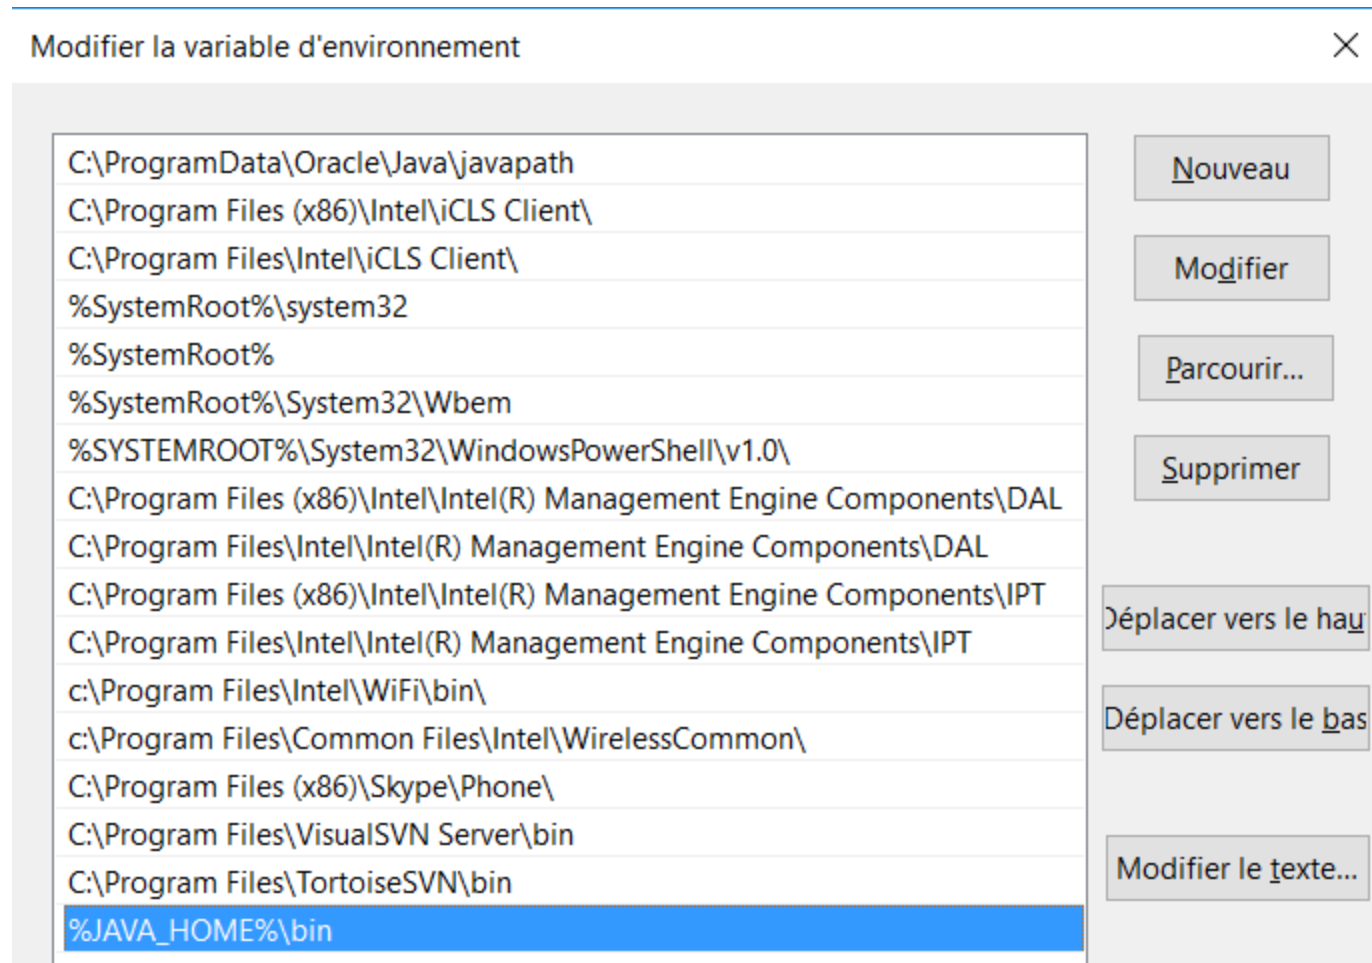 Modifier la variable d'environnement
C:\ProgramData\Oracle\Java\javapath
C:\Program Files (x86)\Intel\iCLS Client\
C:\Program Files\Intel\iCLS Client\
%SystemRoot%\system32
%SystemRoot%
%SystemRoot%\System32\Wbem
%SYSTEMROOT%\System32\WindowsPowerShell\v1.0\
C:\Program Files (x86)\Intel\Intel(R) Management Engine Components\DAL
C:\Program Files\Intel\Intel(R) Management Engine Components\DAL
C:\Program Files (x86)\Intel\Intel(R) Management Engine Components\IPT
C:\Program Files\Intel\Intel(R) Management Engine Components\IPT
c:\Program Files\Intel\WiFi\bin\
c:\Program Files\Common Files\Intel\WirelessCommon\
C:\Program Files (x86)\Skype\Phone\
C:\Program Files\VisualSVN Server\bin
C:\Program Files\TortoiseSVN\bin
%JAVA_HOME%\bin
Nouveau
Modifier
Parcourir...
Supprimer
Déplacer vers le hau
Déplacer vers le bas
Modifier le texte...